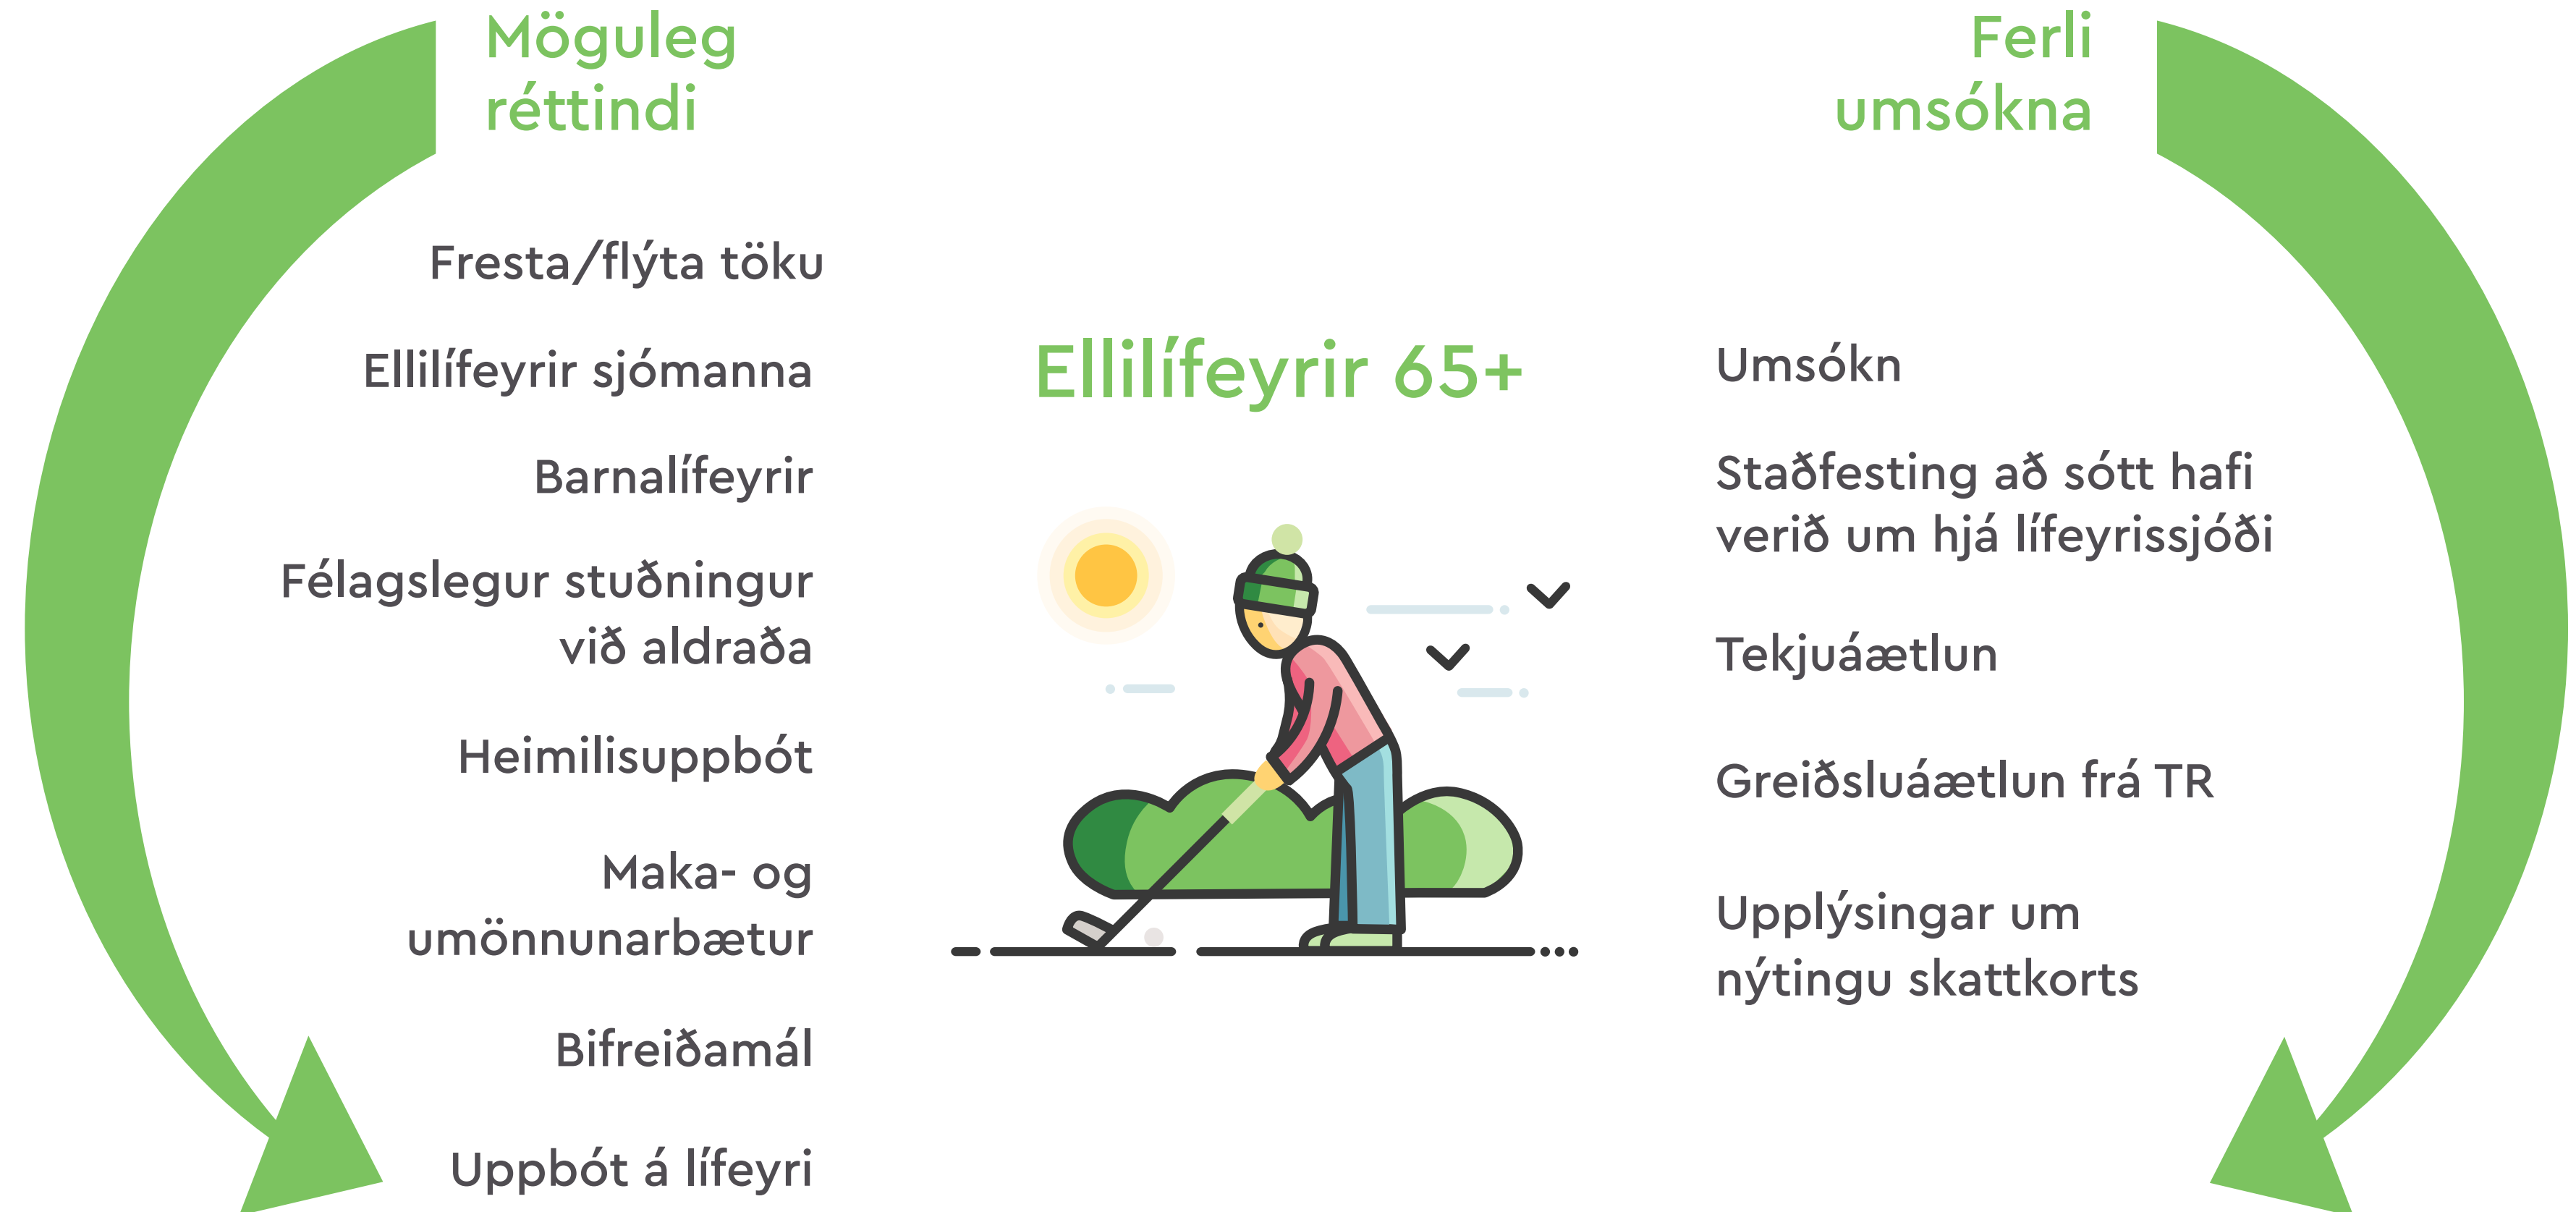 Möguleg
réttindi
Fresta/flýta töku
Ellilífeyrir sjómanna
Barnalífeyrir
Félagslegur stuðningur
við aldraða
Heimilisuppbót
Maka- og
umönnunarbætur
Bifreiðamál
Uppbót á lífeyri
Ellilífeyrir 65+
Ferli
umsókna
Umsókn
Staðfesting að sótt hafi
verið um hjá lífeyrissjóði
Tekjuáætlun
Greiðsluáætlun frá TR
Upplýsingar um
nýtingu skattkorts